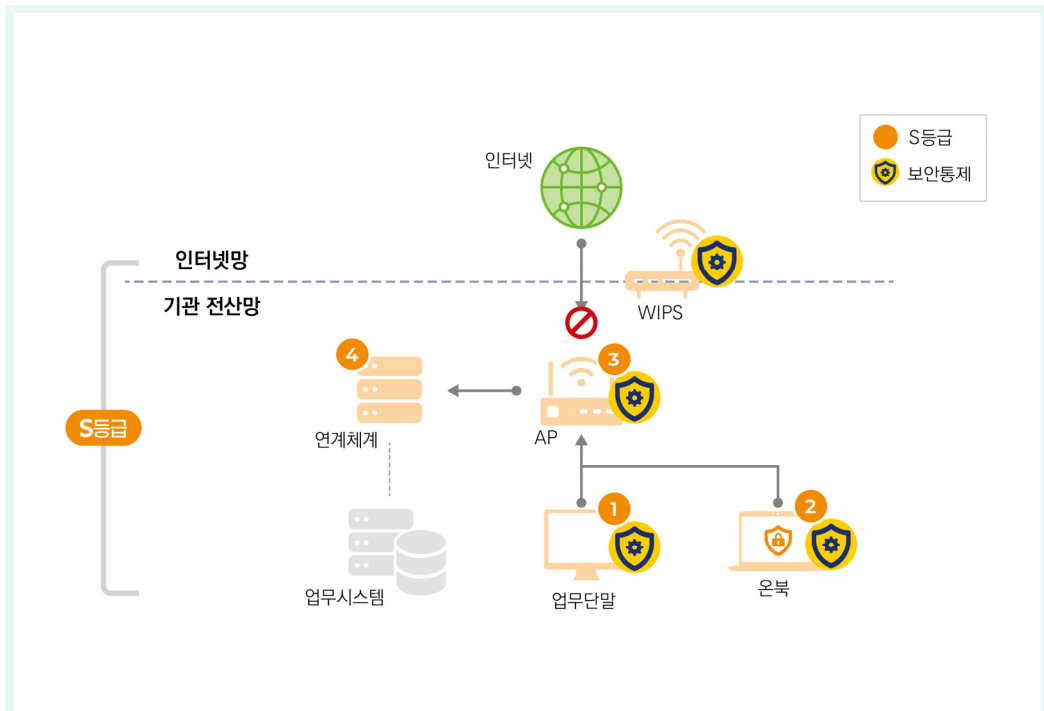 S등급
보안통제
인터넷
인터넷망
기관 전산망
WIPS
4
3
연계체계
AP
S등급
1
2
업무시스템
업무단말
온북